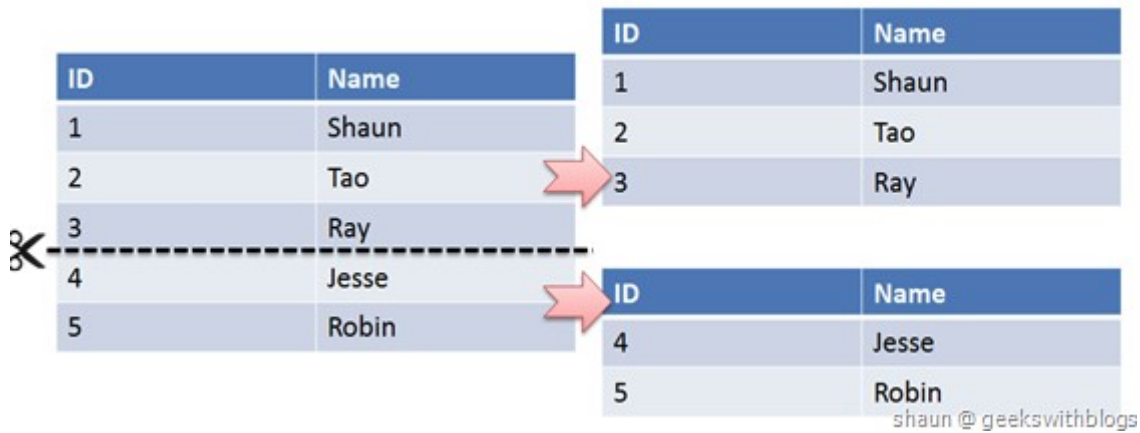 ID Name
1 Shaun
2 Tao
3 Ray
4 Jesse
5 Robin
ID Name
1 Shaun
2 Tao
3 Ray
ID Name
4 Jesse
5 Robin
shaun @ geekswithblogs